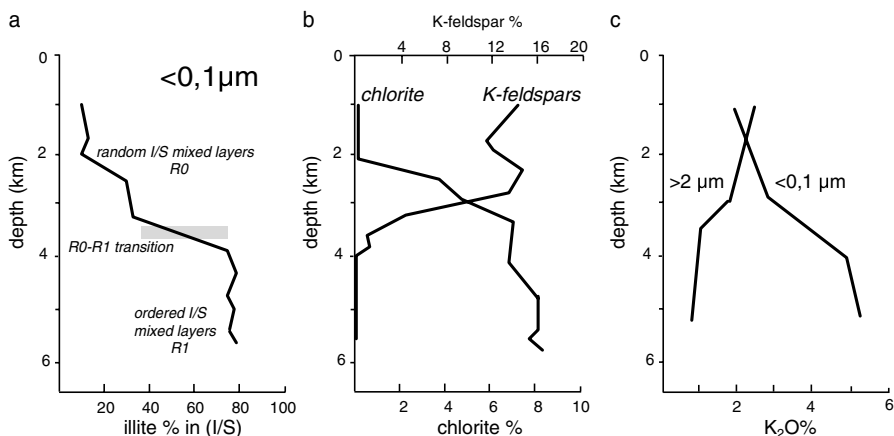 a
<0,1µm
0
2
4
6
depth (km)
random I/S mixed layers
R0
R0-R1 transition
ordered I/S
mixed layers
R1
20 40 60 80 100
illite % in (I/S)
b
K-feldspar %
4 8 12 16 20
0
2
4
6
depth (km)
chlorite
K-feldspars
2 4 6 8 10
chlorite %
c
0
2
4
6
depth (km)
>2 µm
<0,1 µm
2 4 6
K₂O%